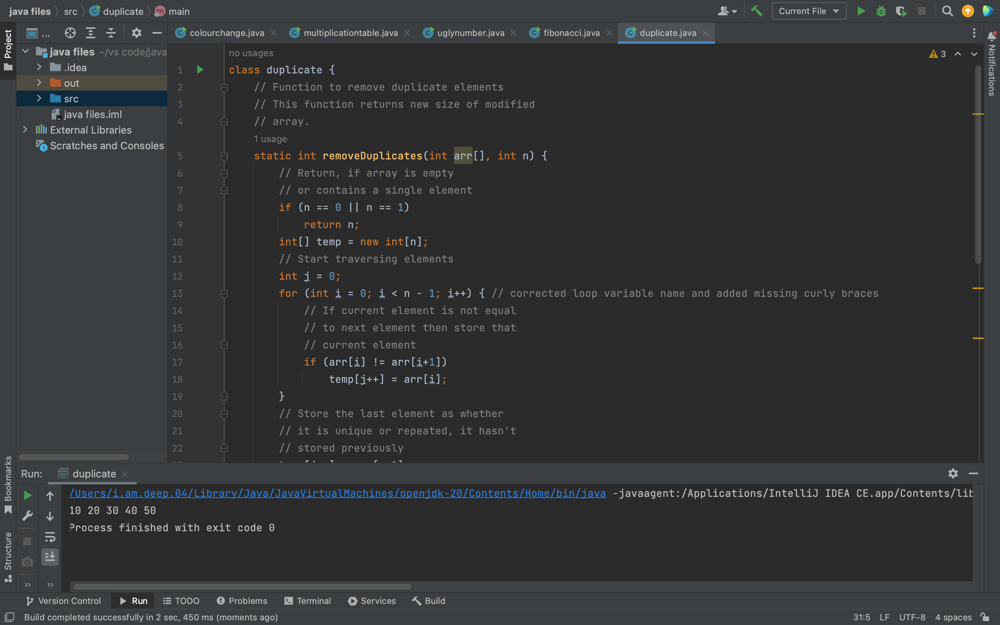 java files
src
duplicate
main
Current File
Project
...
colourchange.java
multiplicationtable.java
uglynumber.java
fibonacci.java
duplicate.java
Notifications
java files ~/vs code/java
.idea
out
src
java files.iml
External Libraries
Scratches and Consoles
3
no usages
1 class duplicate {
2 // Function to remove duplicate elements
3 // This function returns new size of modified
4 // array.
1 usage
5 static int removeDuplicates(int arr[], int n) {
6 // Return, if array is empty
7 // or contains a single element
8 if (n == 0 || n == 1)
9 return n;
10 int[] temp = new int[n];
11 // Start traversing elements
12 int j = 0;
13 for (int i = 0; i < n - 1; i++) { // corrected loop variable name and added missing curly braces
14 // If current element is not equal
15 // to next element then store that
16 // current element
17 if (arr[i] != arr[i+1])
18 temp[j++] = arr[i];
19 }
20 // Store the last element as whether
21 // it is unique or repeated, it hasn't
22 // stored previously
Bookmarks
Structure
Run:
duplicate
/Users/i.am.deep.04/Library/Java/JavaVirtualMachines/openjdk-20/Contents/Home/bin/java -javaagent:/Applications/IntelliJ IDEA CE.app/Contents/lib
10 20 30 40 50
Process finished with exit code 0
Version Control
Run
TODO
Problems
Terminal
Services
Build
Build completed successfully in 2 sec, 450 ms (moments ago)
31:5
LF
UTF-8
4 spaces